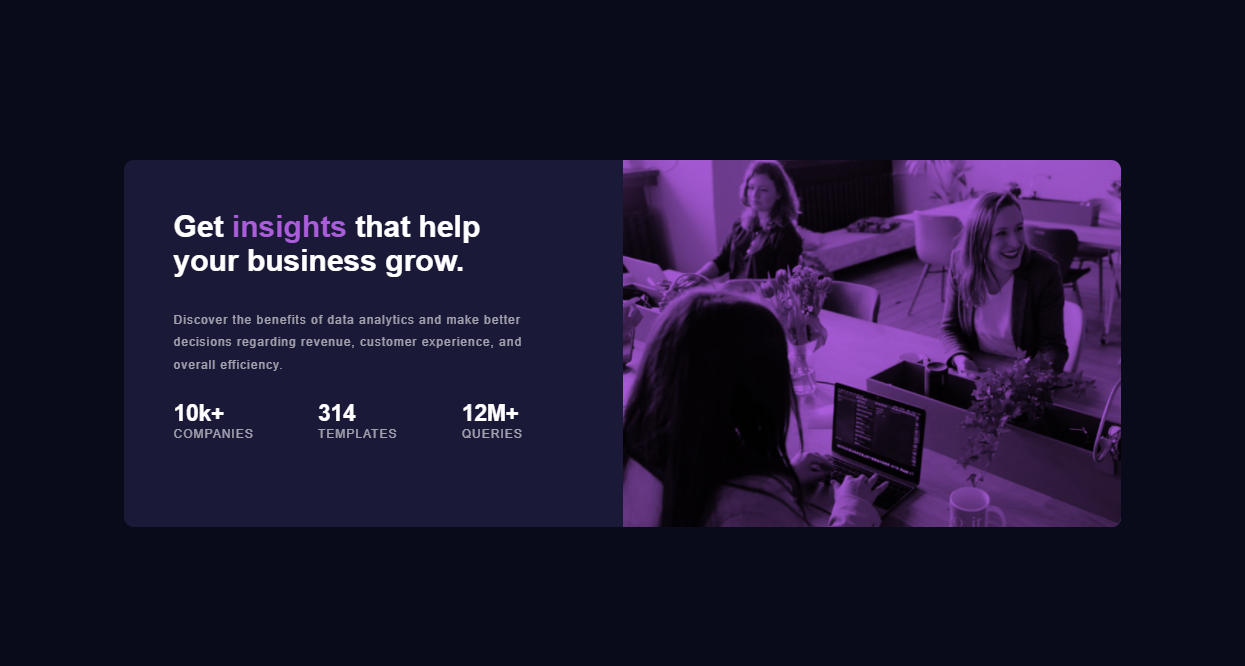 Get insights that help
your business grow.
Discover the benefits of data analytics and make better
decisions regarding revenue, customer experience, and
overall efficiency.
10k+ 314 12M+
COMPANIES TEMPLATES QUERIES